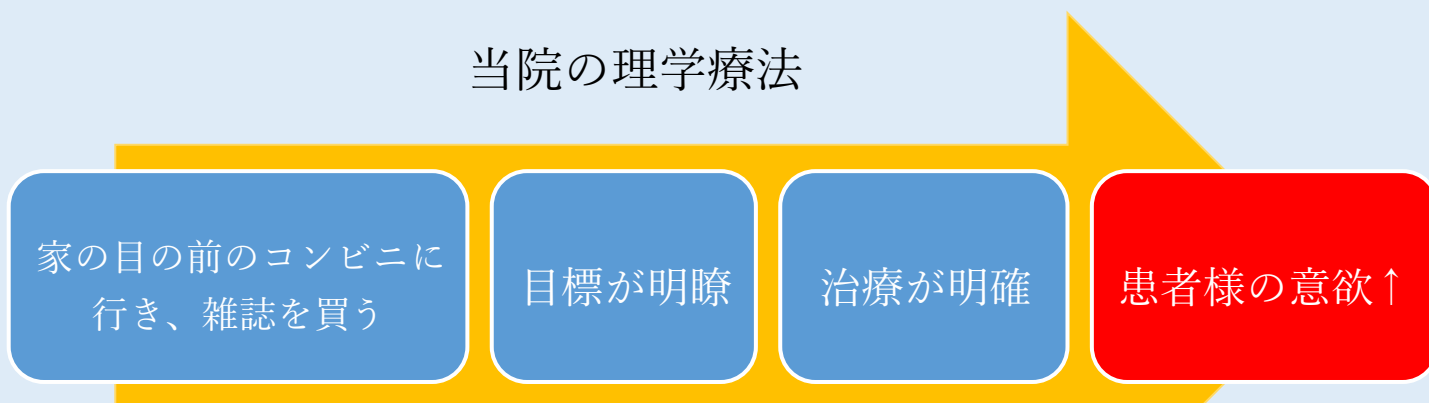 当院の理学療法
家の目の前のコンビニに
行き、雑誌を買う
目標が明瞭
治療が明確
患者様の意欲↑